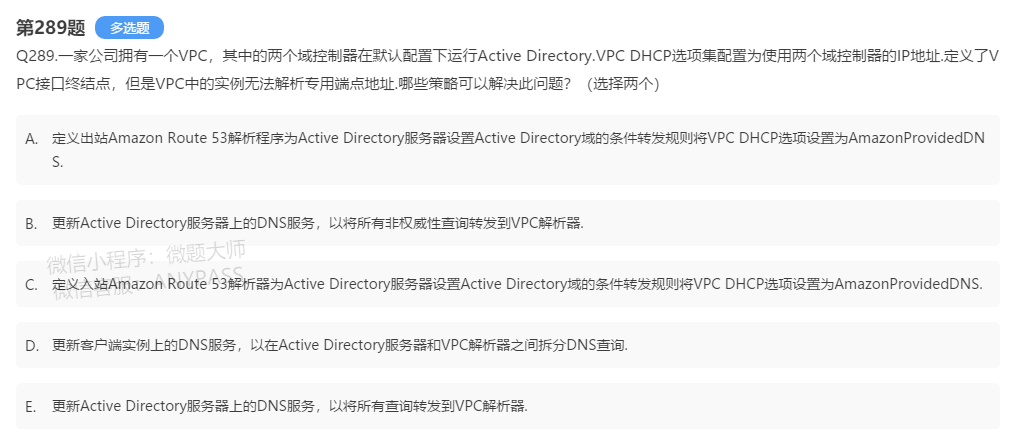 第289题 多选题
Q289.一家公司拥有一个VPC，其中的两个域控制器在默认配置下运行Active Directory.VPC DHCP选项集配置为使用两个域控制器的IP地址.定义了V
PC接口终结点，但是VPC中的实例无法解析专用端点地址.哪些策略可以解决此问题？（选择两个）
A. 定义出站Amazon Route 53解析程序为Active Directory服务器设置Active Directory域的条件转发规则将VPC DHCP选项设置为AmazonProvidedDN
S.
B. 更新Active Directory服务器上的DNS服务，以将所有非权威性查询转发到VPC解析器.
微信小程序：微题大师
微信客服：ANYPASS
C. 定义入站Amazon Route 53解析器为Active Directory服务器设置Active Directory域的条件转发规则将VPC DHCP选项设置为AmazonProvidedDNS.
D. 更新客户端实例上的DNS服务，以在Active Directory服务器和VPC解析器之间拆分DNS查询.
E. 更新Active Directory服务器上的DNS服务，以将所有查询转发到VPC解析器.